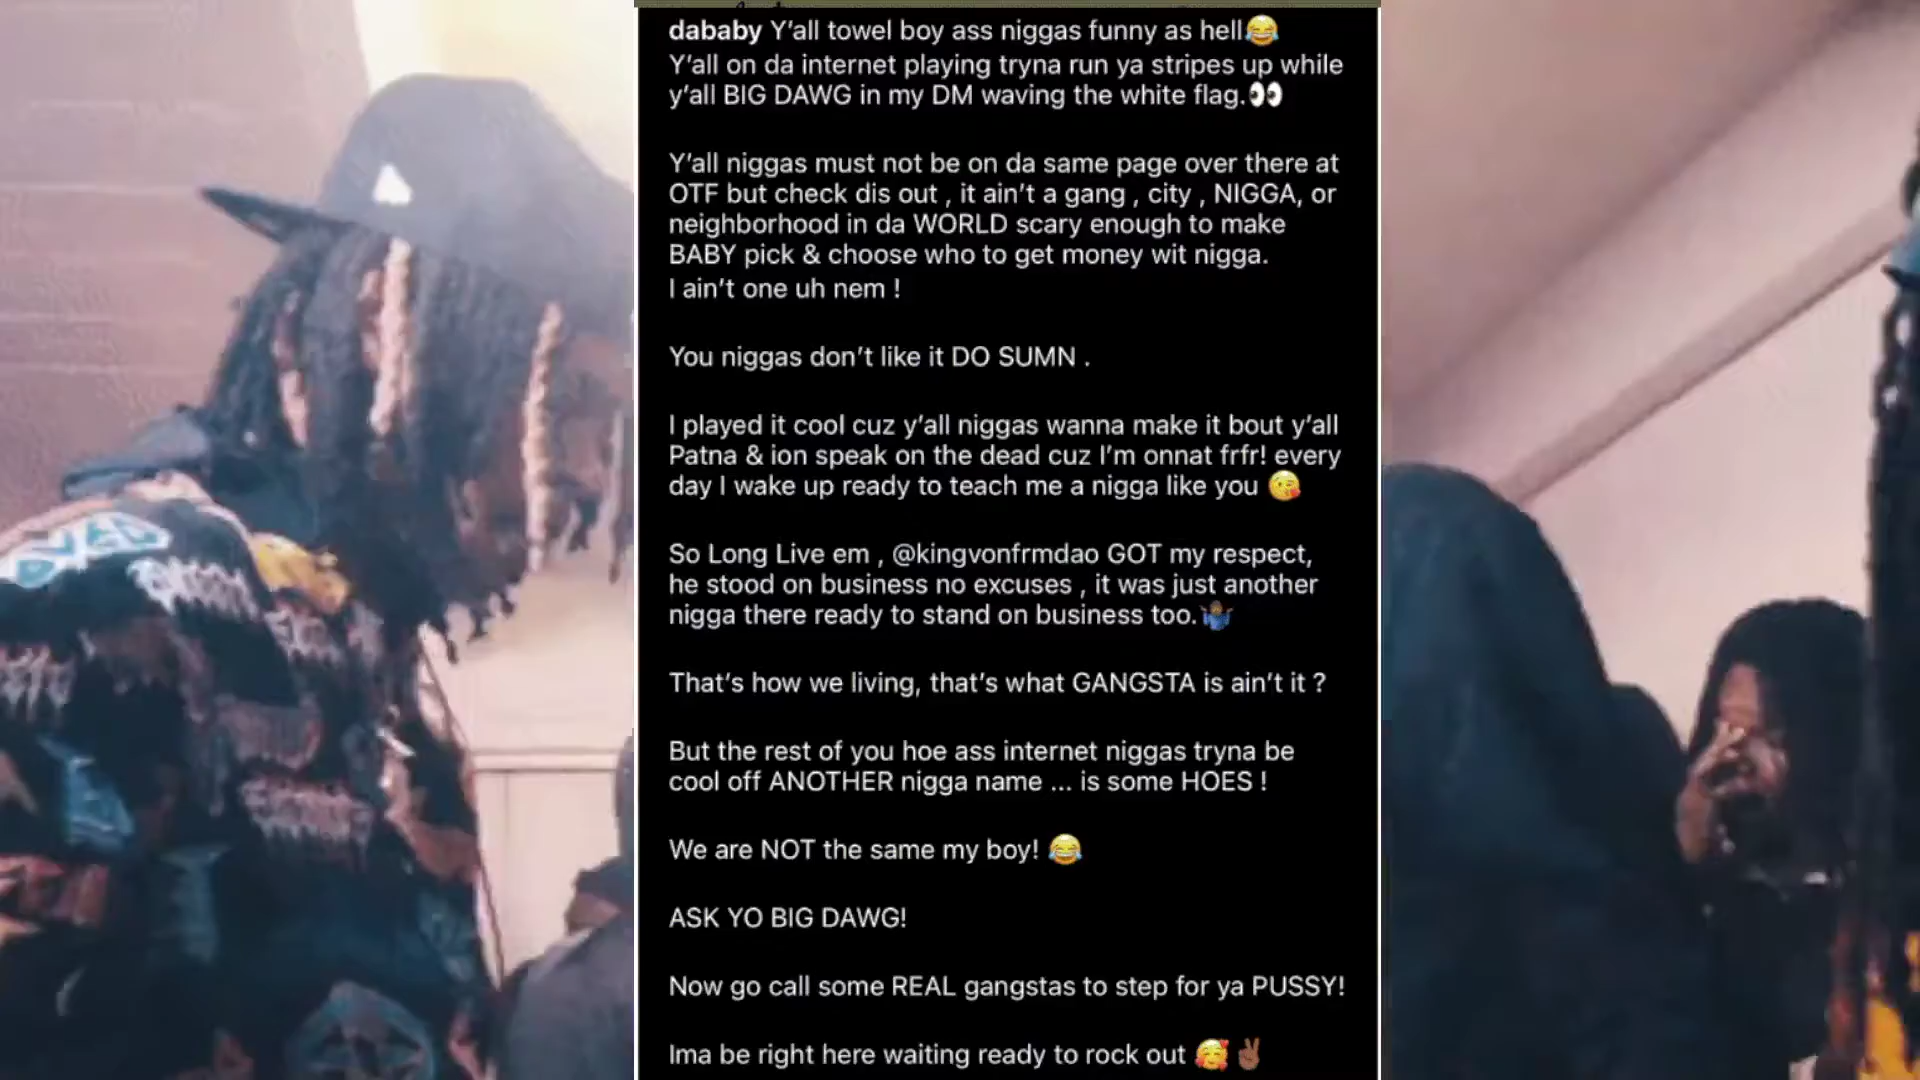 dababy Y'all towel boy ass niggas funny as hell😂
Y'all on da internet playing tryna run ya stripes up while
y'all BIG DAWG in my DM waving the white flag.👀
Y'all niggas must not be on da same page over there at
OTF but check dis out , it ain't a gang , city , NIGGA, or
neighborhood in da WORLD scary enough to make
BABY pick & choose who to get money wit nigga.
I ain't one uh nem !
You niggas don't like it DO SUMN .
I played it cool cuz y'all niggas wanna make it bout y'all
Patna & ion speak on the dead cuz I'm onnat frfr! every
day I wake up ready to teach me a nigga like you 😘
So Long Live em , @kingvonfrmdao GOT my respect,
he stood on business no excuses , it was just another
nigga there ready to stand on business too.🤷🏾‍♂️
That's how we living, that's what GANGSTA is ain't it ?
But the rest of you hoe ass internet niggas tryna be
cool off ANOTHER nigga name ... is some HOES !
We are NOT the same my boy! 😂
ASK YO BIG DAWG!
Now go call some REAL gangstas to step for ya PUSSY!
Ima be right here waiting ready to rock out 🥰✌🏾